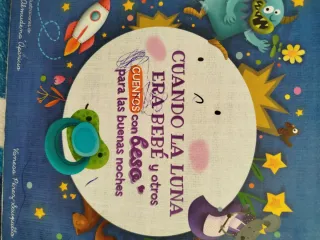 CUANDO LA LUNA
ERA BEBÉ y otros
CUENTOS con beso
para las buenas noches